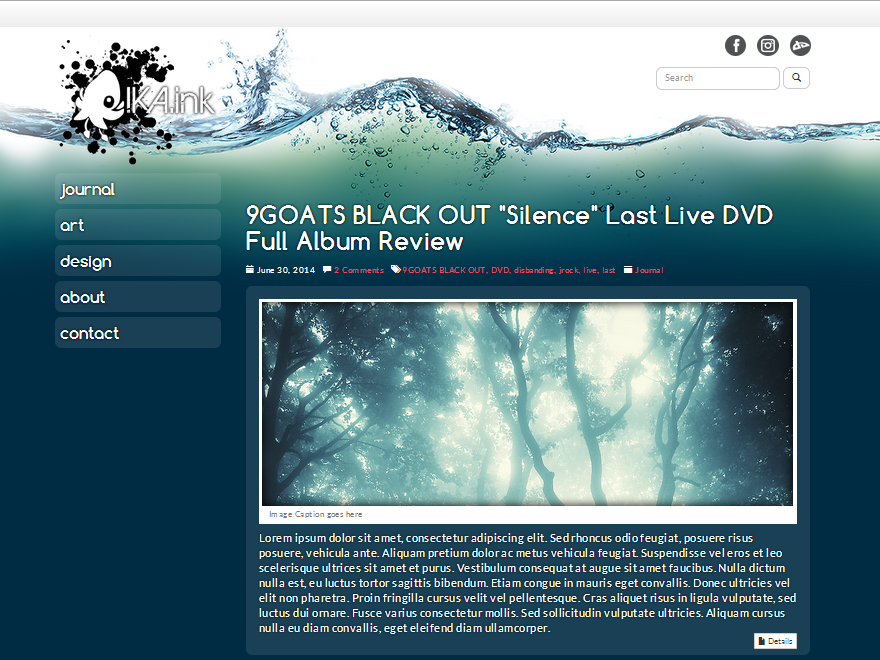 !KA.ink
Search
journal
art
design
about
contact
9GOATS BLACK OUT "Silence" Last Live DVD
Full Album Review
June 30, 2014 2 Comments 9GOATS BLACK OUT, DVD, disbanding, jrock, live, last Journal
Image Caption goes here
Lorem ipsum dolor sit amet, consectetur adipiscing elit. Sed rhoncus odio feugiat, posuere risus
posuere, vehicula ante. Aliquam pretium dolor ac metus vehicula feugiat. Suspendisse vel eros et leo
scelerisque ultrices sit amet et purus. Vestibulum consequat at augue sit amet faucibus. Nulla dictum
nulla est, eu luctus tortor sagittis bibendum. Etiam congue in mauris eget convallis. Donec ultricies vel
elit non pharetra. Proin fringilla cursus velit vel pellentesque. Cras aliquet risus in ligula vulputate, sed
luctus dui ornare. Fusce varius consectetur mollis. Sed sollicitudin vulputate ultricies. Aliquam cursus
nulla eu diam convallis, eget eleifend diam ullamcorper.
Details